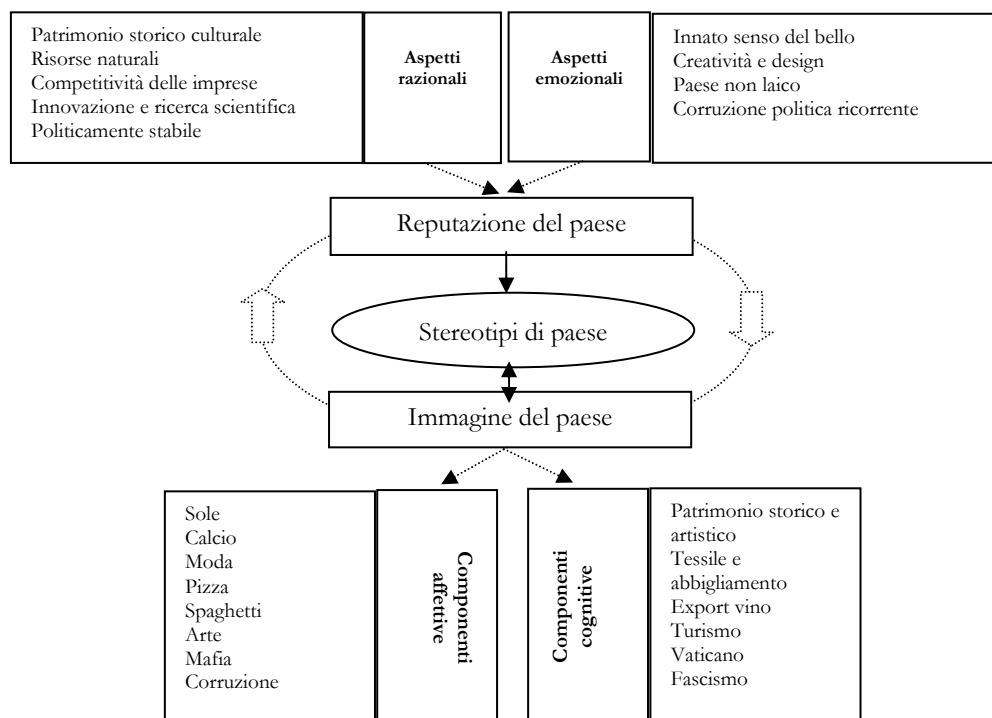 Patrimonio storico culturale
Risorse naturali
Competitività delle imprese
Innovazione e ricerca scientifica
Politicamente stabile
Aspetti
razionali
Aspetti
emozionali
Innato senso del bello
Creatività e design
Paese non laico
Corruzione politica ricorrente
Reputazione del paese
Stereotipi di paese
Immagine del paese
Sole
Calcio
Moda
Pizza
Spaghetti
Arte
Mafia
Corruzione
Componenti
affettive
Componenti
cognitive
Patrimonio storico e
artistico
Tessile e
abbigliamento
Export vino
Turismo
Vaticano
Fascismo